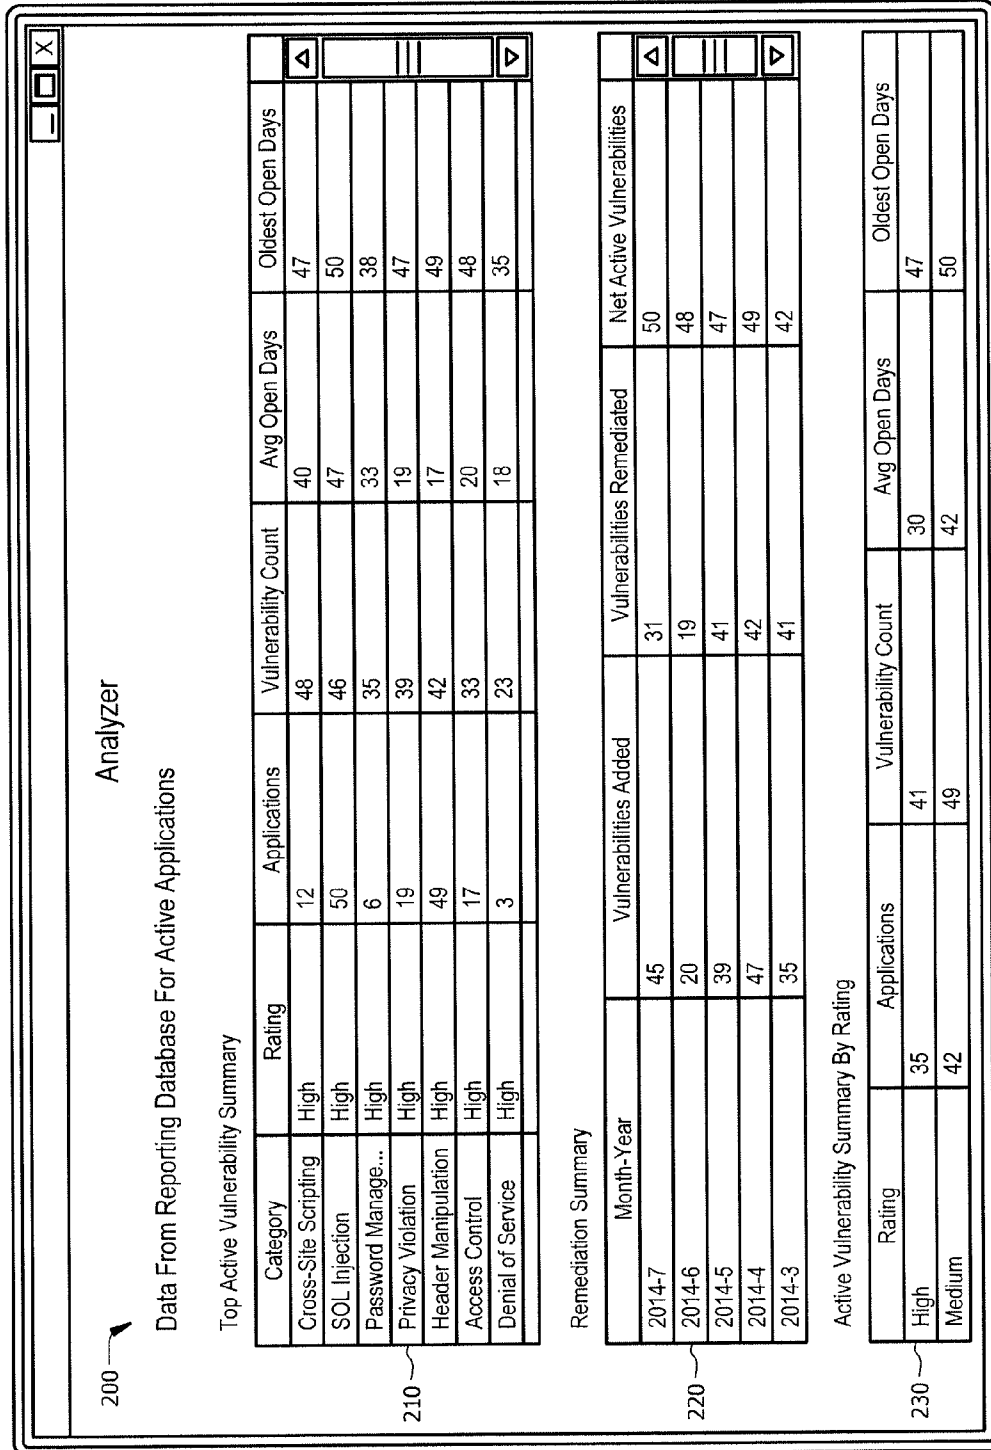 X
200
Analyzer
Data From Reporting Database For Active Applications
Top Active Vulnerability Summary
Category Rating Applications Vulnerability Count Avg Open Days Oldest Open Days
Cross-Site Scripting High 12 48 40 47
SOL Injection High 50 46 47 50
Password Manage... High 6 35 33 38
Privacy Violation High 19 39 19 47
Header Manipulation High 49 42 17 49
Access Control High 17 33 20 48
Denial of Service High 3 23 18 35
210
Remediation Summary
Month-Year Vulnerabilities Added Vulnerabilities Remediated Net Active Vulnerabilities
2014-7 45 31 50
2014-6 20 19 48
2014-5 39 41 47
2014-4 47 42 49
2014-3 35 41 42
220
Active Vulnerability Summary By Rating
Rating Applications Vulnerability Count Avg Open Days Oldest Open Days
High 35 41 30 47
Medium 42 49 42 50
230